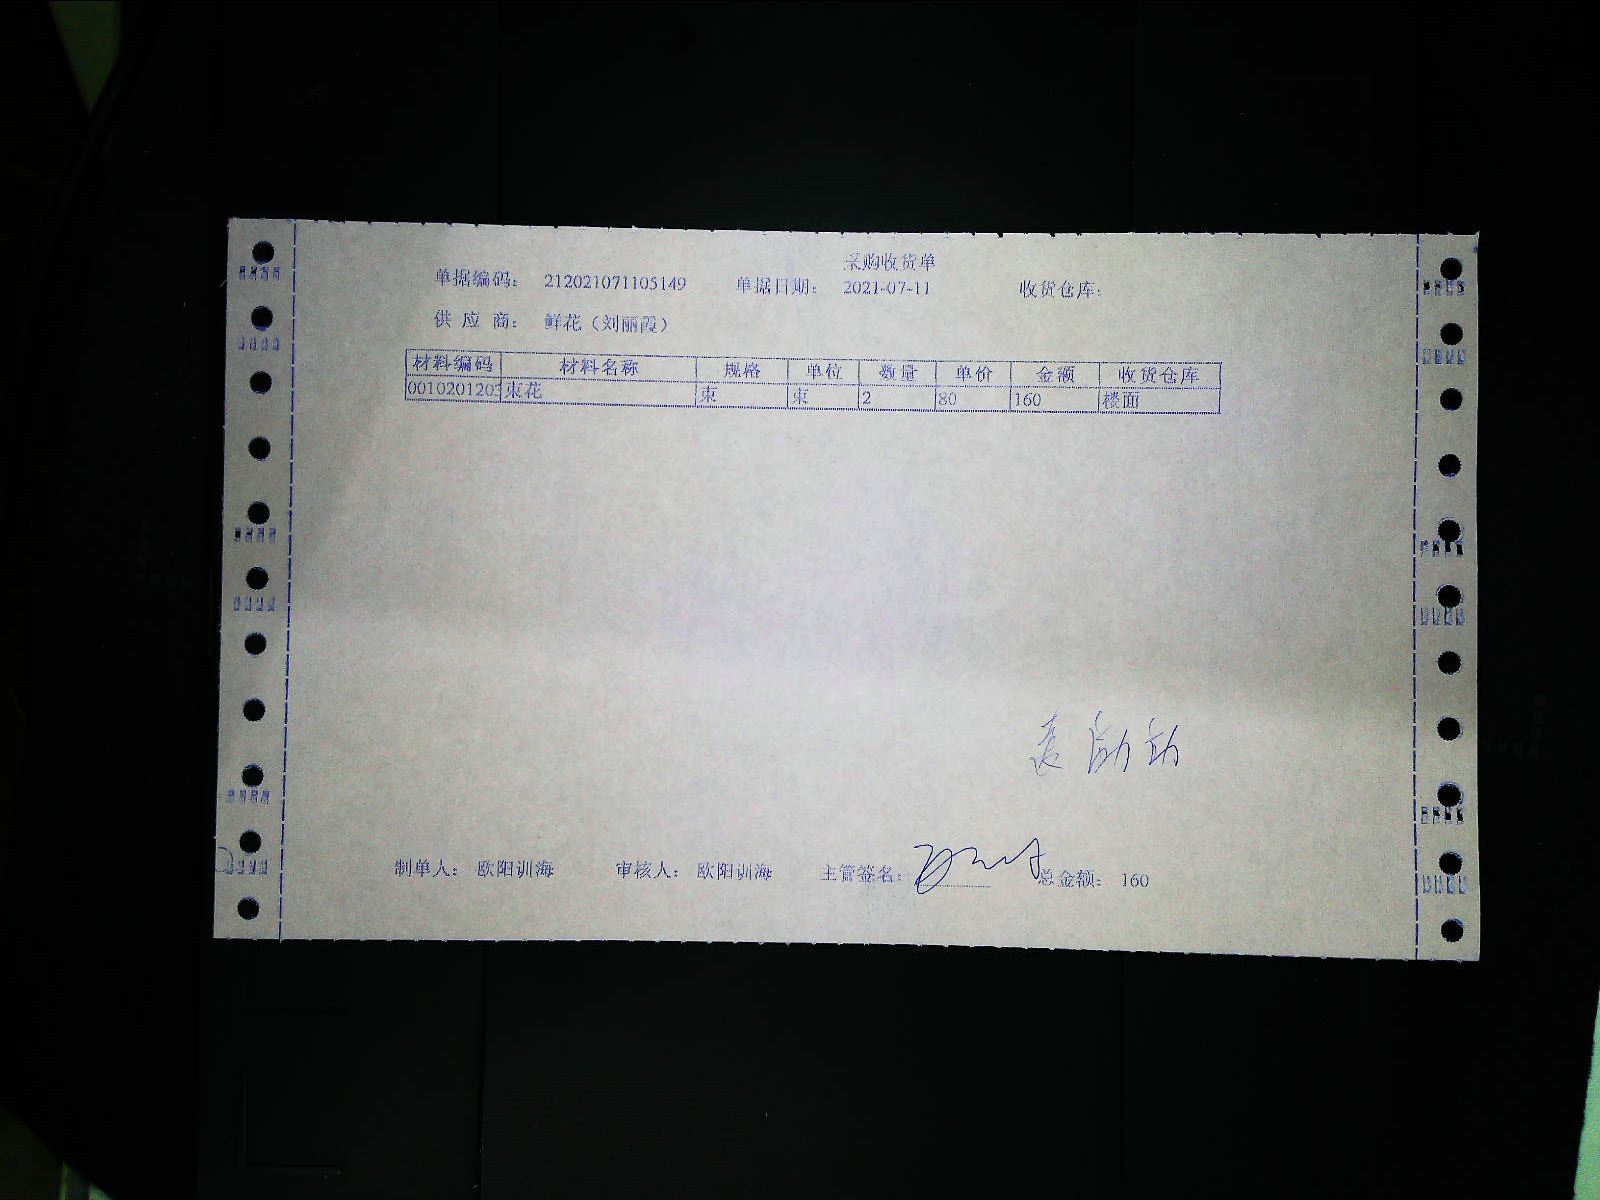 采购收货单
单据编码： 212021071105149 单据日期： 2021-07-11 收货仓库：
供 应 商： 鲜花（刘丽霞）
材料编码 材料名称 规格 单位 数量 单价 金额 收货仓库
0010201205 束花 束 束 2 80 160 楼面
制单人： 欧阳训海 审核人： 欧阳训海 主管签名： 总金额： 160